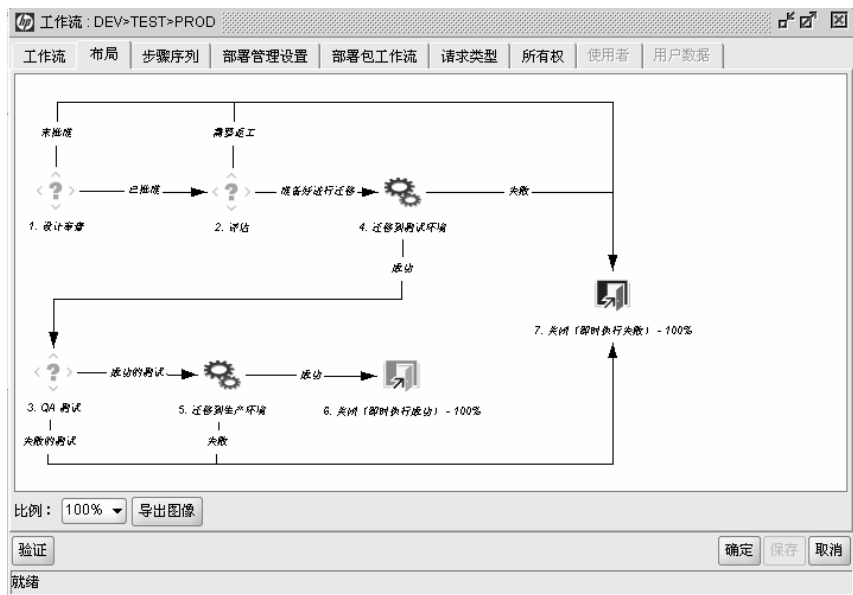 工作流 : DEV>TEST>PROD
工作流 布局 步骤序列 部署管理设置 部署包工作流 请求类型 所有权 使用者 用户数据
未批准 需要返工
已批准 准备好进行迁移 失败
1. 设计审查 2. 评估 4. 迁移到测试环境
成功
7. 关闭（即时执行失败） - 100%
成功的测试 成功
3. QA 测试 5. 迁移到生产环境 6. 关闭（即时执行成功） - 100%
失败的测试 失败
比例： 100% 导出图像
验证 确定 保存 取消
就绪